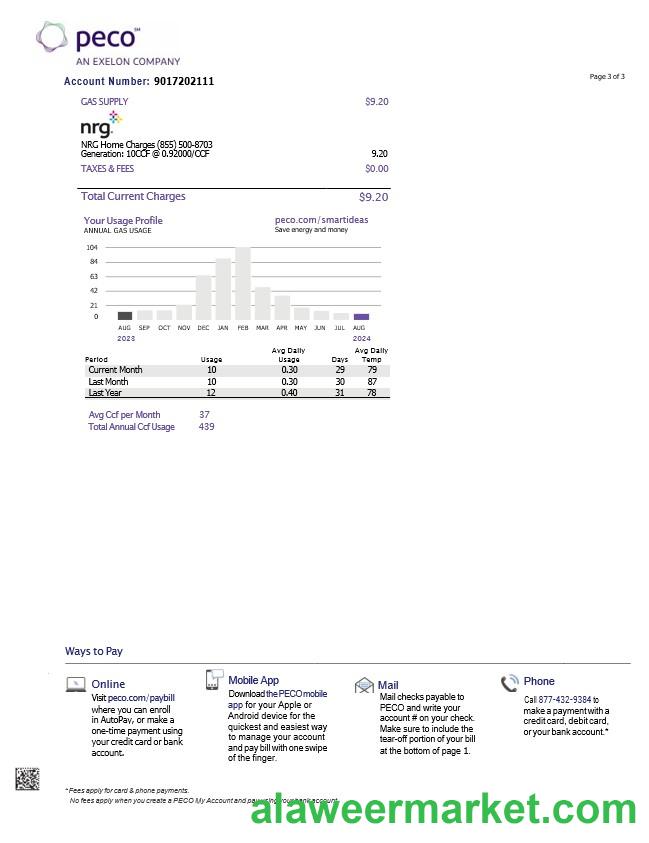 peco℠
AN EXELON COMPANY
Account Number: 9017202111
Page 3 of 3
GAS SUPPLY $9.20
nrg
NRG Home Charges (855) 500-8703
Generation: 10CCF @ 0.92000/CCF 9.20
TAXES & FEES $0.00
Total Current Charges $9.20
Your Usage Profile
ANNUAL GAS USAGE
peco.com/smartideas
Save energy and money
104
84
63
42
21
0
AUG SEP OCT NOV DEC JAN FEB MAR APR MAY JUN JUL AUG
2023 2024
Period Usage Avg Daily Usage Days Avg Daily Temp
Current Month 10 0.30 29 79
Last Month 10 0.30 30 87
Last Year 12 0.40 31 78
Avg Ccf per Month 37
Total Annual Ccf Usage 439
Ways to Pay
Online
Visit peco.com/paybill
where you can enroll
in AutoPay, or make a
one-time payment using
your credit card or bank
account.
Mobile App
Download the PECO mobile
app for your Apple or
Android device for the
quickest and easiest way
to manage your account
and pay bill with one swipe
of the finger.
Mail
Mail checks payable to
PECO and write your
account # on your check.
Make sure to include the
tear-off portion of your bill
at the bottom of page 1.
Phone
Call 877-432-9384 to
make a payment with a
credit card, debit card,
or your bank account.*
*Fees apply for card & phone payments.
No fees apply when you create a PECO My Account and pay using your bank account.
alaweermarket.com